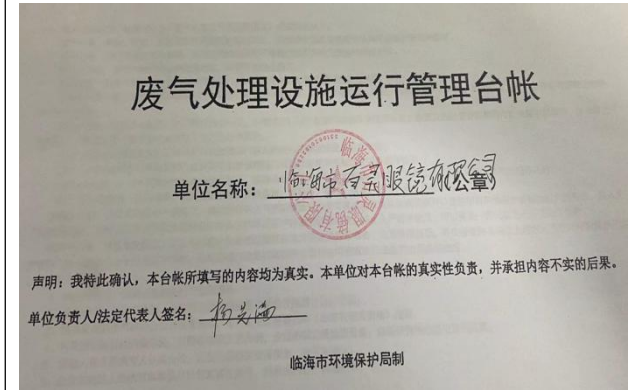 废气处理设施运行管理台帐
单位名称：临海市百灵眼镜有限公司(公章)
声明：我特此确认，本台帐所填写的内容均为真实。本单位对本台帐的真实性负责，并承担内容不实的后果。
单位负责人/法定代表人签名：
临海市环境保护局制